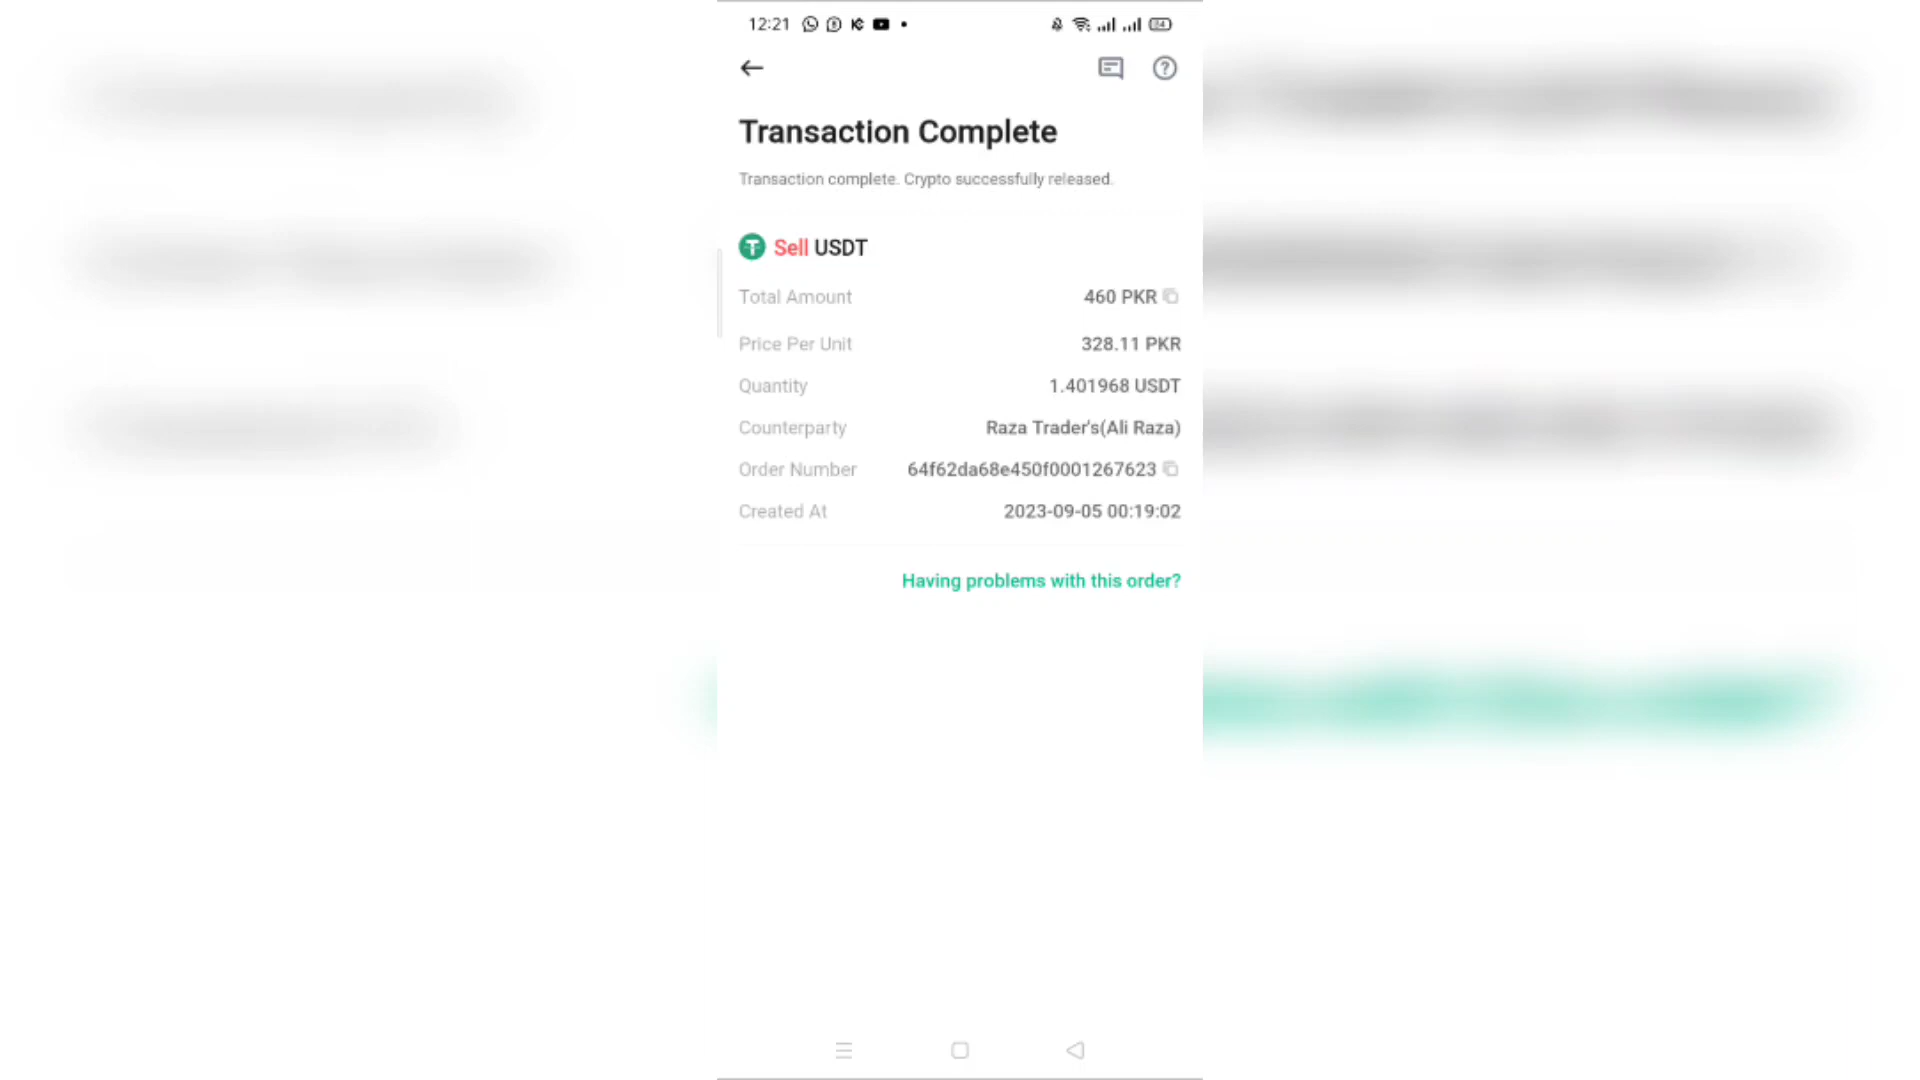 12:21
Transaction Complete
Transaction complete. Crypto successfully released.
Sell USDT
Total Amount 460 PKR
Price Per Unit 328.11 PKR
Quantity 1.401968 USDT
Counterparty Raza Trader's(Ali Raza)
Order Number 64f62da68e450f0001267623
Created At 2023-09-05 00:19:02
Having problems with this order?